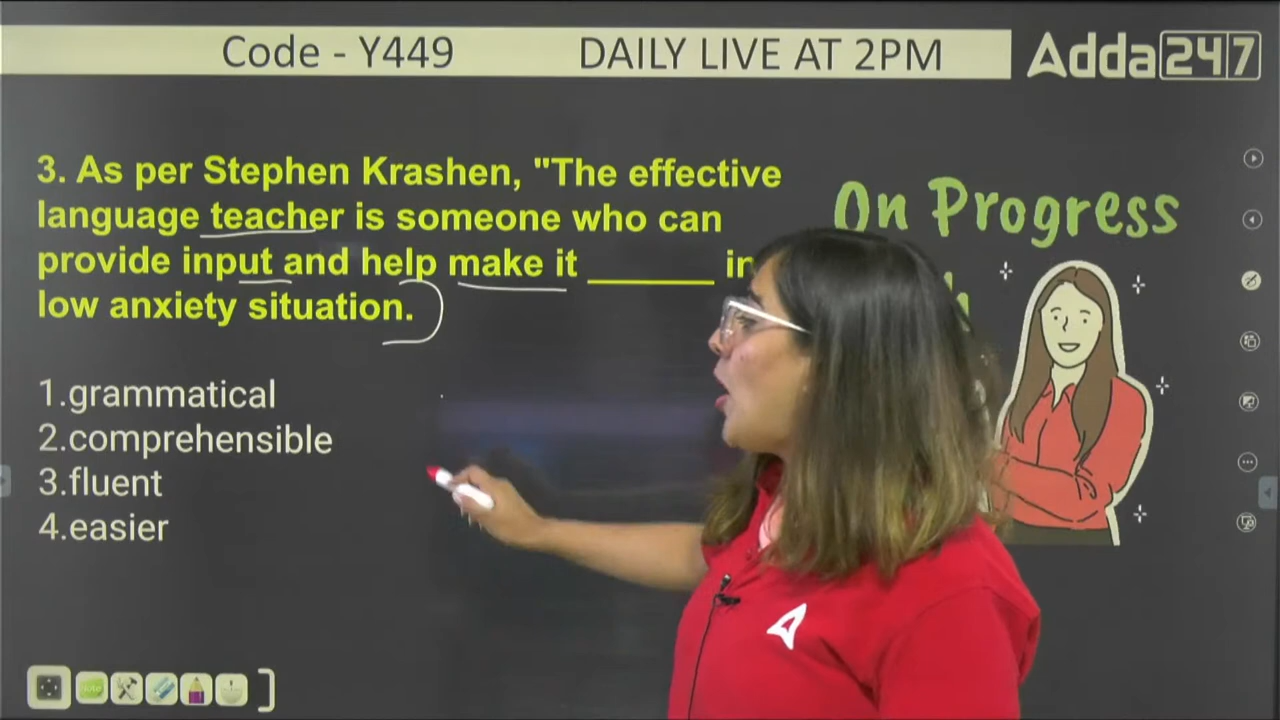 Code - Y449 DAILY LIVE AT 2PM
Adda247
3. As per Stephen Krashen, "The effective
language teacher is someone who can
provide input and help make it _______ in
low anxiety situation.
On Progress
1.grammatical
2.comprehensible
3.fluent
4.easier